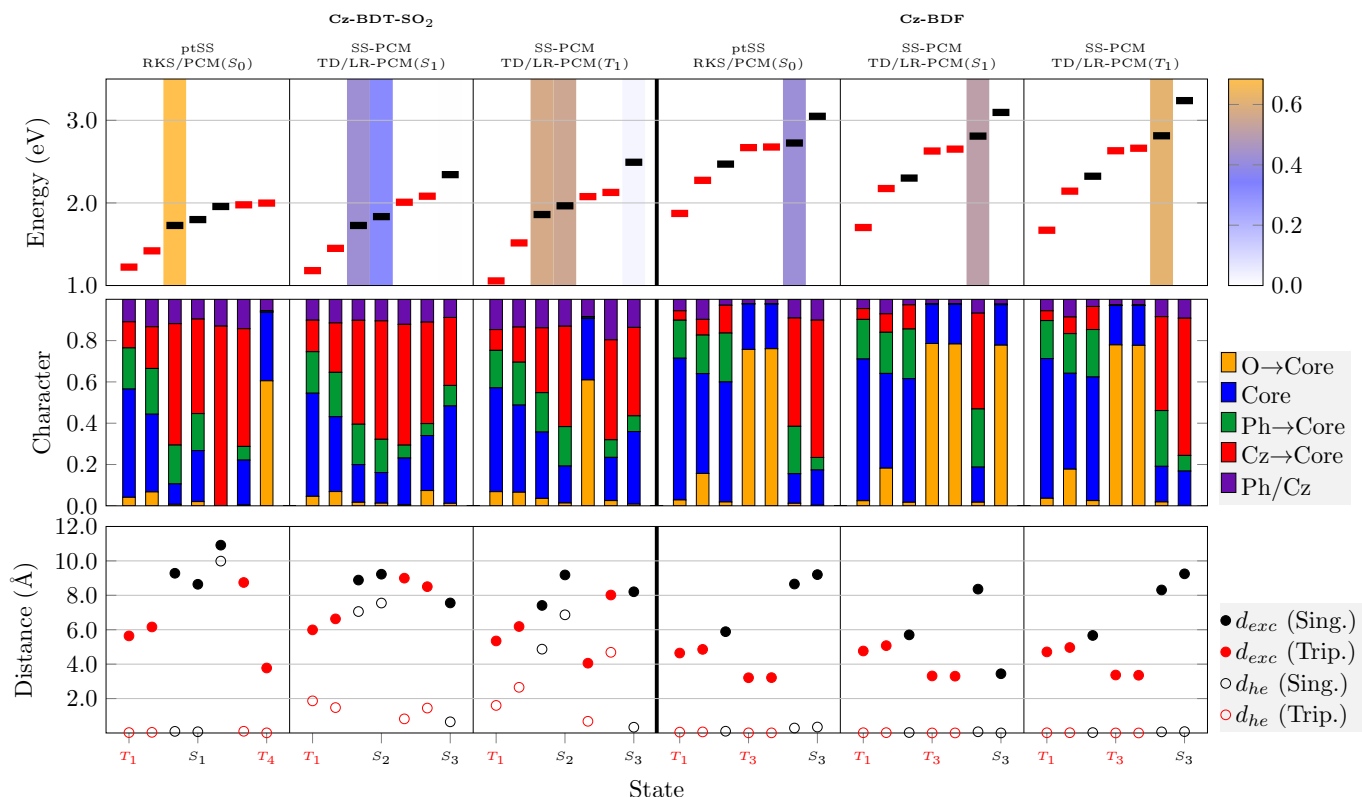 Cz-BDT-SO₂ Cz-BDF
ptSS SS-PCM SS-PCM ptSS SS-PCM SS-PCM
RKS/PCM(S₀) TD/LR-PCM(S₁) TD/LR-PCM(T₁) RKS/PCM(S₀) TD/LR-PCM(S₁) TD/LR-PCM(T₁)
Energy (eV)
3.0
2.0
1.0
0.6
0.4
0.2
0.0
Character
0.8
0.6
0.4
0.2
0.0
O→Core
Core
Ph→Core
Cz→Core
Ph/Cz
Distance (Å)
12.0
10.0
8.0
6.0
4.0
2.0
d_exc (Sing.)
d_exc (Trip.)
d_he (Sing.)
d_he (Trip.)
T₁ S₁ T₄ T₁ S₂ S₃ T₁ S₂ S₃ T₁ T₃ S₃ T₁ T₃ S₃ T₁ T₃ S₃
State